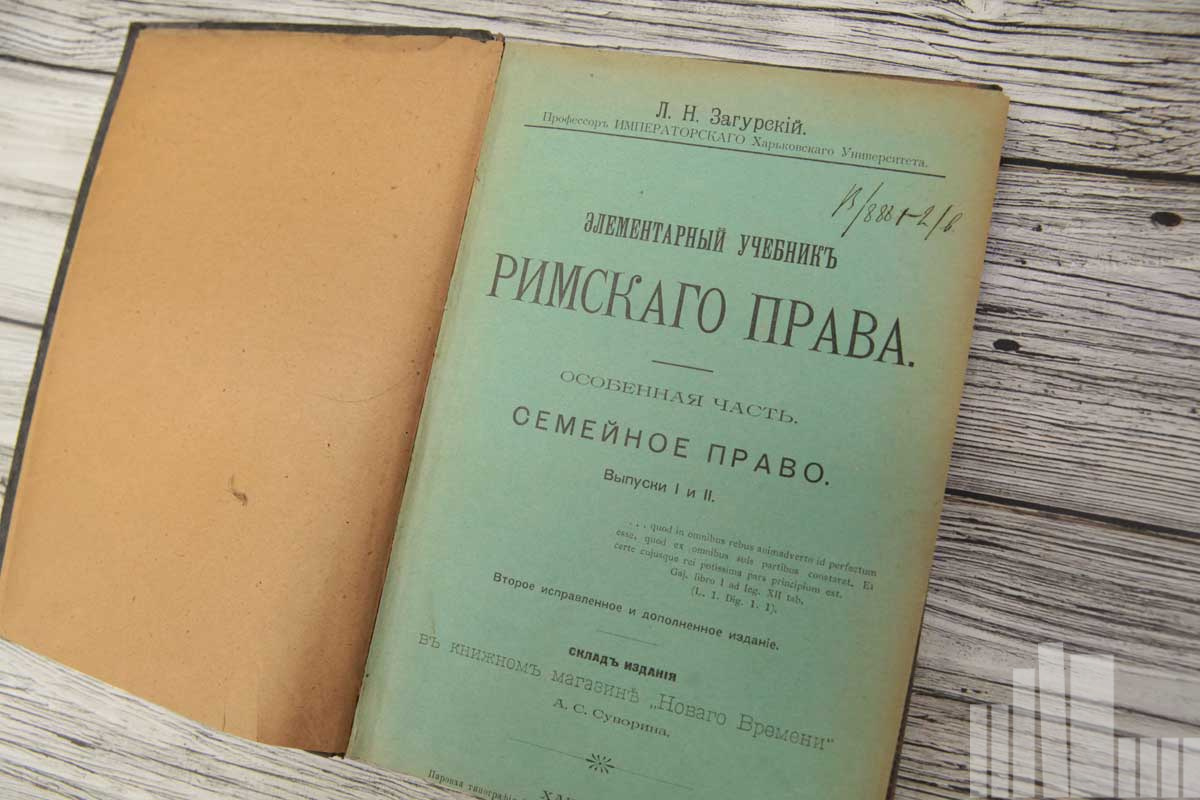 Л. Н. Загурскій.
Профессоръ ИМПЕРАТОРСКАГО Харьковскаго Университета.
ЭЛЕМЕНТАРНЫЙ УЧЕБНИКЪ
РИМСКАГО ПРАВА.
ОСОБЕННАЯ ЧАСТЬ.
СЕМЕЙНОЕ ПРАВО.
Выпуски I и II.
. . . quod in omnibus rebus animadverto id perfectum
esse, quod ex omnibus suis partibus constaret. Et
certe cujusque rei potissima pars principium est.
Gaj. libro I ad leg. XII tab.
(L. 1. Dig. 1. 1).
Второе исправленное и дополненное изданіе.
СКЛАДЪ ИЗДАНІЯ
въ книжномъ магазинѣ „Новаго Времени"
А. С. Суворина.
Паровая